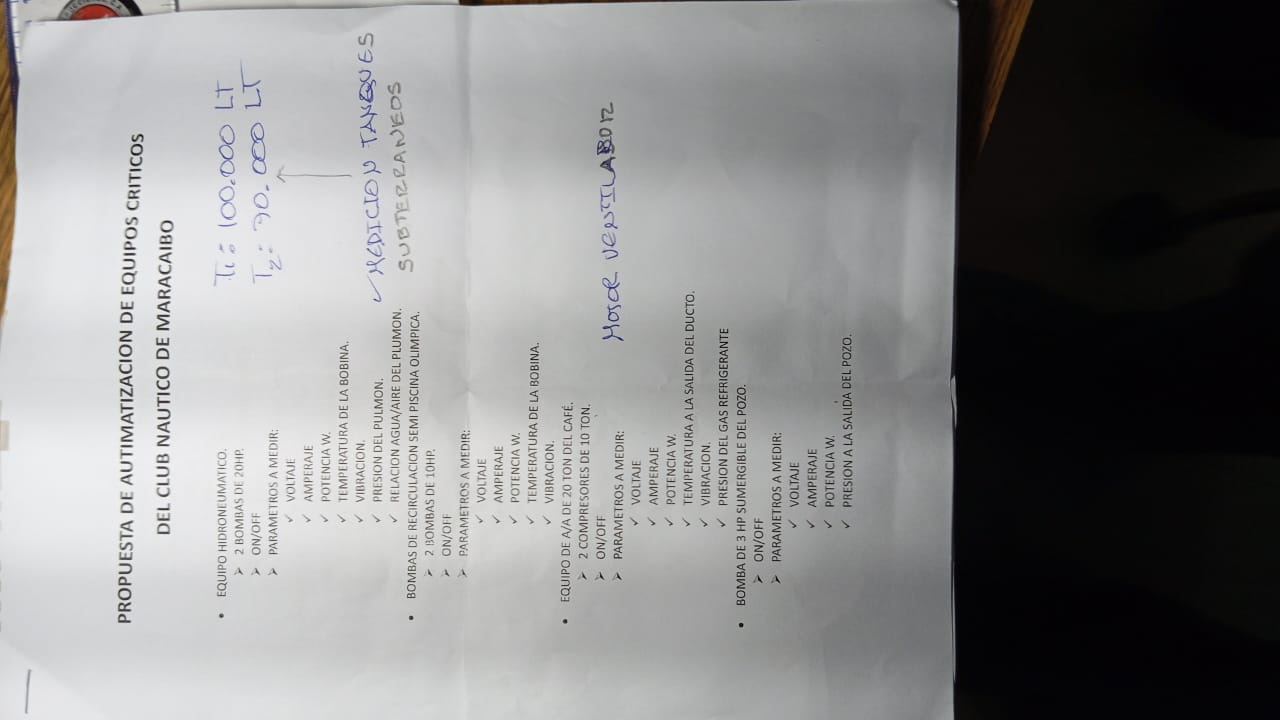 PROPUESTA DE AUTIMATIZACION DE EQUIPOS CRITICOS
DEL CLUB NAUTICO DE MARACAIBO
• EQUIPO HIDRONEUMATICO.
➢ 2 BOMBAS DE 20HP.
➢ ON/OFF
➢ PARAMETROS A MEDIR:
✓ VOLTAJE
✓ AMPERAJE
✓ POTENCIA W.
✓ TEMPERATURA DE LA BOBINA.
✓ VIBRACION.
✓ PRESION DEL PULMON.
✓ RELACION AGUA/AIRE DEL PLUMON.
T1: 100.000 LT
T2: 70.000 LT
✓ MEDICION TANQUES
SUBTERRANEOS
• BOMBAS DE RECIRCULACION SEMI PISCINA OLIMPICA.
➢ 2 BOMBAS DE 10HP.
➢ ON/OFF
➢ PARAMETROS A MEDIR:
✓ VOLTAJE
✓ AMPERAJE
✓ POTENCIA W.
✓ TEMPERATURA DE LA BOBINA.
✓ VIBRACION.
• EQUIPO DE A/A DE 20 TON DEL CAFÉ.
➢ 2 COMPRESORES DE 10 TON.
➢ ON/OFF
➢ PARAMETROS A MEDIR:
MOTOR VENTILADOR
✓ VOLTAJE
✓ AMPERAJE
✓ POTENCIA W.
✓ TEMPERATURA A LA SALIDA DEL DUCTO.
✓ VIBRACION.
✓ PRESION DEL GAS REFRIGERANTE
• BOMBA DE 3 HP SUMERGIBLE DEL POZO.
➢ ON/OFF
➢ PARAMETROS A MEDIR:
✓ VOLTAJE
✓ AMPERAJE
✓ POTENCIA W.
✓ PRESION A LA SALIDA DEL POZO.